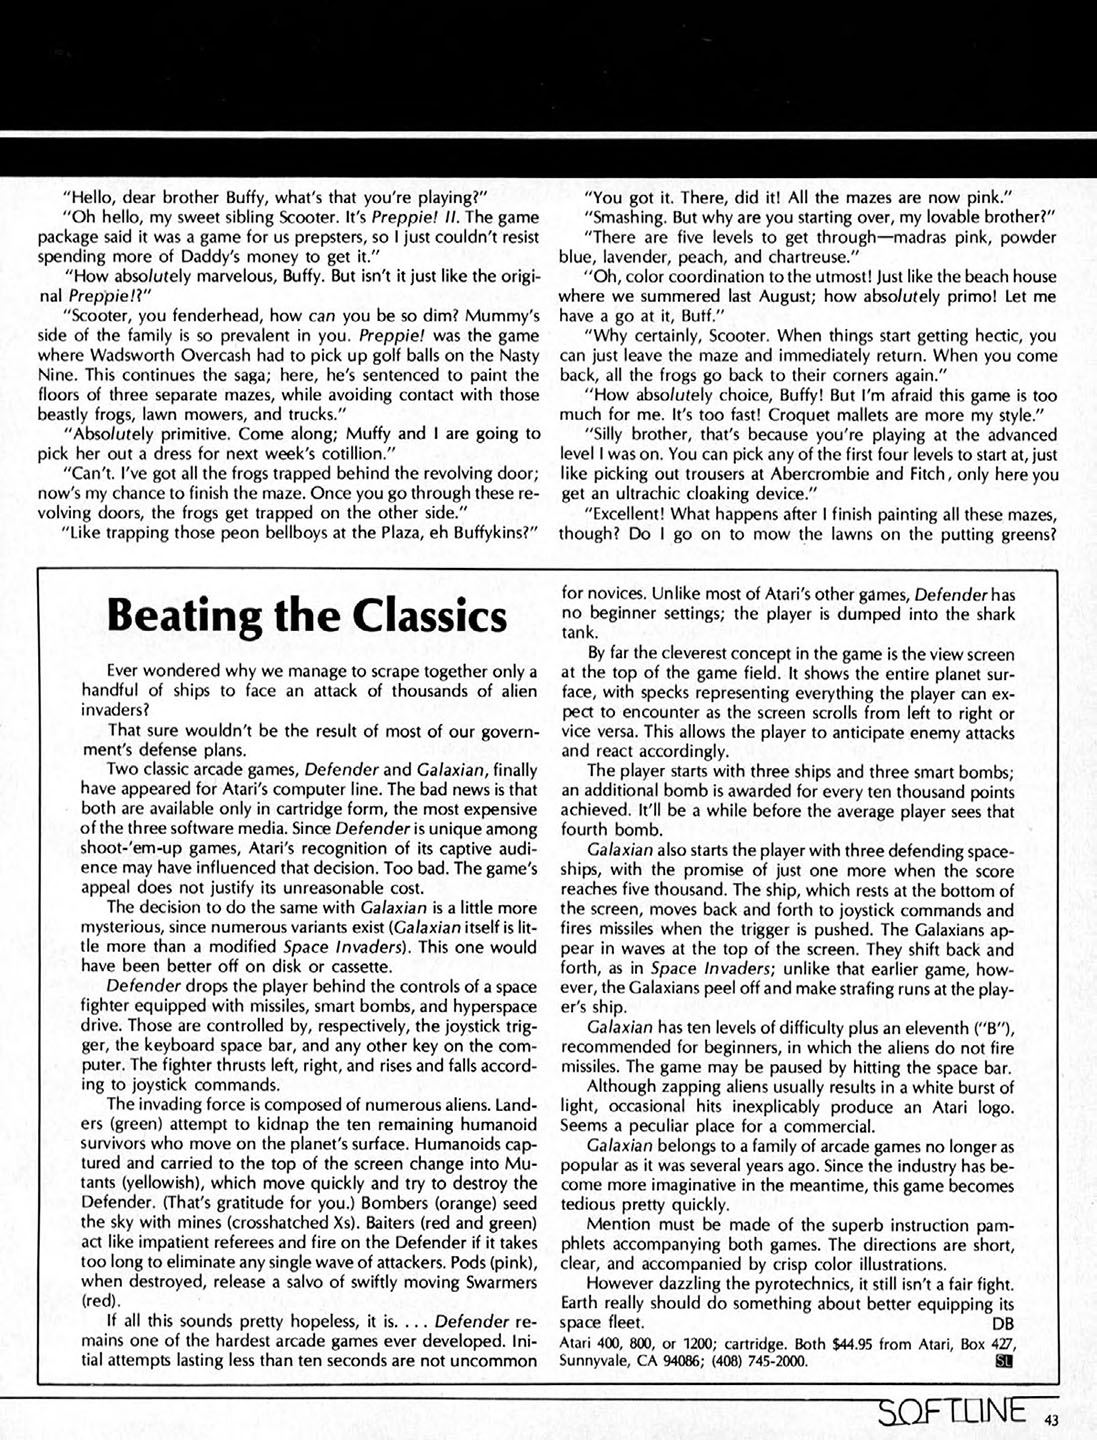 "Hello, dear brother Buffy, what's that you're playing?"
"Oh hello, my sweet sibling Scooter. It's Preppie! II. The game
package said it was a game for us prepsters, so I just couldn't resist
spending more of Daddy's money to get it."
"How absolutely marvelous, Buffy. But isn't it just like the origi-
nal Preppie!?"
"Scooter, you fenderhead, how can you be so dim? Mummy's
side of the family is so prevalent in you. Preppie! was the game
where Wadsworth Overcash had to pick up golf balls on the Nasty
Nine. This continues the saga; here, he's sentenced to paint the
floors of three separate mazes, while avoiding contact with those
beastly frogs, lawn mowers, and trucks."
"Absolutely primitive. Come along; Muffy and I are going to
pick her out a dress for next week's cotillion."
"Can't. I've got all the frogs trapped behind the revolving door;
now's my chance to finish the maze. Once you go through these re-
volving doors, the frogs get trapped on the other side."
"Like trapping those peon bellboys at the Plaza, eh Buffykins?"
"You got it. There, did it! All the mazes are now pink."
"Smashing. But why are you starting over, my lovable brother?"
"There are five levels to get through—madras pink, powder
blue, lavender, peach, and chartreuse."
"Oh, color coordination to the utmost! Just like the beach house
where we summered last August; how absolutely primo! Let me
have a go at it, Buff."
"Why certainly, Scooter. When things start getting hectic, you
can just leave the maze and immediately return. When you come
back, all the frogs go back to their corners again."
"How absolutely choice, Buffy! But I'm afraid this game is too
much for me. It's too fast! Croquet mallets are more my style."
"Silly brother, that's because you're playing at the advanced
level I was on. You can pick any of the first four levels to start at, just
like picking out trousers at Abercrombie and Fitch, only here you
get an ultrachic cloaking device."
"Excellent! What happens after I finish painting all these mazes,
though? Do I go on to mow the lawns on the putting greens?
Beating the Classics
Ever wondered why we manage to scrape together only a
handful of ships to face an attack of thousands of alien
invaders?
That sure wouldn't be the result of most of our govern-
ment's defense plans.
Two classic arcade games, Defender and Galaxian, finally
have appeared for Atari's computer line. The bad news is that
both are available only in cartridge form, the most expensive
of the three software media. Since Defender is unique among
shoot-'em-up games, Atari's recognition of its captive audi-
ence may have influenced that decision. Too bad. The game's
appeal does not justify its unreasonable cost.
The decision to do the same with Galaxian is a little more
mysterious, since numerous variants exist (Galaxian itself is lit-
tle more than a modified Space Invaders). This one would
have been better off on disk or cassette.
Defender drops the player behind the controls of a space
fighter equipped with missiles, smart bombs, and hyperspace
drive. Those are controlled by, respectively, the joystick trig-
ger, the keyboard space bar, and any other key on the com-
puter. The fighter thrusts left, right, and rises and falls accord-
ing to joystick commands.
The invading force is composed of numerous aliens. Land-
ers (green) attempt to kidnap the ten remaining humanoid
survivors who move on the planet's surface. Humanoids cap-
tured and carried to the top of the screen change into Mu-
tants (yellowish), which move quickly and try to destroy the
Defender. (That's gratitude for you.) Bombers (orange) seed
the sky with mines (crosshatched Xs). Baiters (red and green)
act like impatient referees and fire on the Defender if it takes
too long to eliminate any single wave of attackers. Pods (pink),
when destroyed, release a salvo of swiftly moving Swarmers
(red).
If all this sounds pretty hopeless, it is. . . . Defender re-
mains one of the hardest arcade games ever developed. Ini-
tial attempts lasting less than ten seconds are not uncommon
for novices. Unlike most of Atari's other games, Defender has
no beginner settings; the player is dumped into the shark
tank.
By far the cleverest concept in the game is the view screen
at the top of the game field. It shows the entire planet sur-
face, with specks representing everything the player can ex-
pect to encounter as the screen scrolls from left to right or
vice versa. This allows the player to anticipate enemy attacks
and react accordingly.
The player starts with three ships and three smart bombs;
an additional bomb is awarded for every ten thousand points
achieved. It'll be a while before the average player sees that
fourth bomb.
Galaxian also starts the player with three defending space-
ships, with the promise of just one more when the score
reaches five thousand. The ship, which rests at the bottom of
the screen, moves back and forth to joystick commands and
fires missiles when the trigger is pushed. The Galaxians ap-
pear in waves at the top of the screen. They shift back and
forth, as in Space Invaders; unlike that earlier game, how-
ever, the Galaxians peel off and make strafing runs at the play-
er's ship.
Galaxian has ten levels of difficulty plus an eleventh ("B"),
recommended for beginners, in which the aliens do not fire
missiles. The game may be paused by hitting the space bar.
Although zapping aliens usually results in a white burst of
light, occasional hits inexplicably produce an Atari logo.
Seems a peculiar place for a commercial.
Galaxian belongs to a family of arcade games no longer as
popular as it was several years ago. Since the industry has be-
come more imaginative in the meantime, this game becomes
tedious pretty quickly.
Mention must be made of the superb instruction pam-
phlets accompanying both games. The directions are short,
clear, and accompanied by crisp color illustrations.
However dazzling the pyrotechnics, it still isn't a fair fight.
Earth really should do something about better equipping its
space fleet. DB
Atari 400, 800, or 1200; cartridge. Both $44.95 from Atari, Box 427,
Sunnyvale, CA 94086; (408) 745-2000. SL
SOFTLINE 43